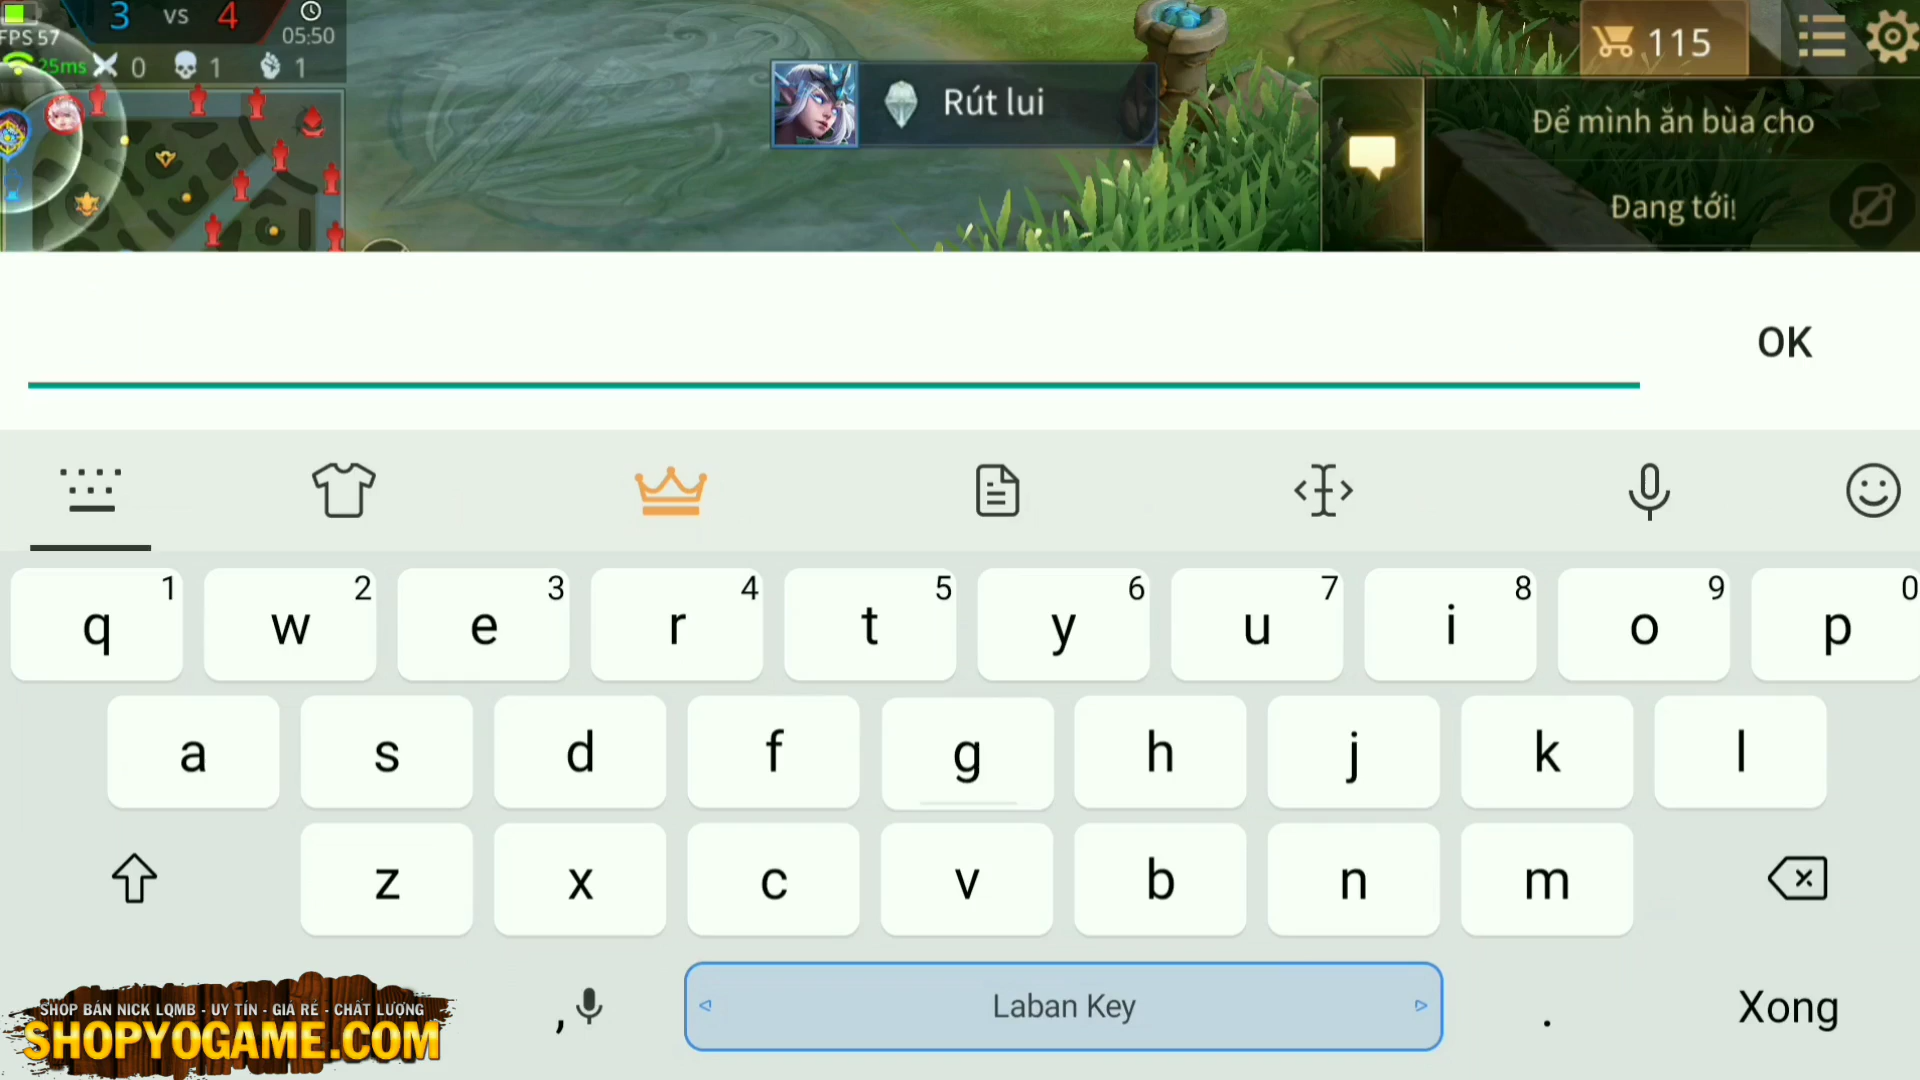 3 vs 4
FPS 57
05:50
25ms
0
1
1
Rút lui
115
Để mình ăn bùa cho
Đang tới!
OK
1 2 3 4 5 6 7 8 9 0
q w e r t y u i o p
a s d f g h j k l
z x c v b n m
, Laban Key . Xong
SHOP BÁN NICK LQMB - UY TÍN - GIÁ RẺ - CHẤT LƯỢNG
SHOPYOGAME.COM